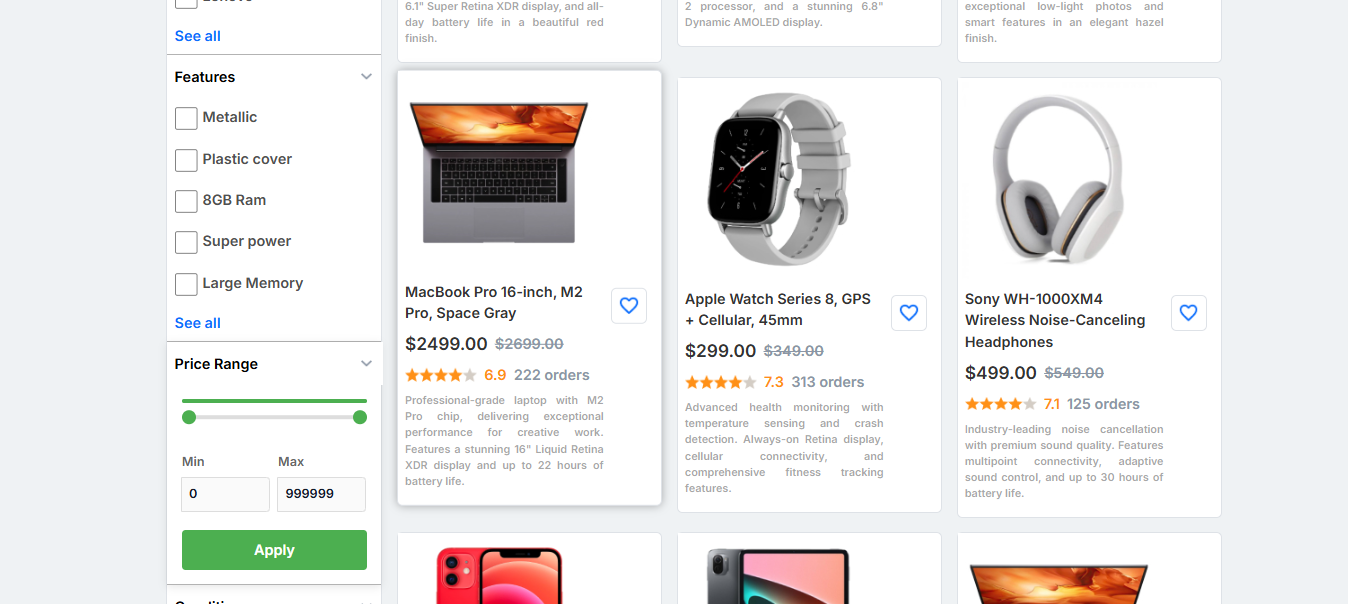 See all
Features
Metallic
Plastic cover
8GB Ram
Super power
Large Memory
See all
Price Range
Min
Max
0
999999
Apply
6.1" Super Retina XDR display, and all-
day battery life in a beautiful red
finish.
2 processor, and a stunning 6.8"
Dynamic AMOLED display.
exceptional low-light photos and
smart features in an elegant hazel
finish.
MacBook Pro 16-inch, M2
Pro, Space Gray
$2499.00 $2699.00
6.9 222 orders
Professional-grade laptop with M2
Pro chip, delivering exceptional
performance for creative work.
Features a stunning 16" Liquid Retina
XDR display and up to 22 hours of
battery life.
Apple Watch Series 8, GPS
+ Cellular, 45mm
$299.00 $349.00
7.3 313 orders
Advanced health monitoring with
temperature sensing and crash
detection. Always-on Retina display,
cellular connectivity, and
comprehensive fitness tracking
features.
Sony WH-1000XM4
Wireless Noise-Canceling
Headphones
$499.00 $549.00
7.1 125 orders
Industry-leading noise cancellation
with premium sound quality. Features
multipoint connectivity, adaptive
sound control, and up to 30 hours of
battery life.